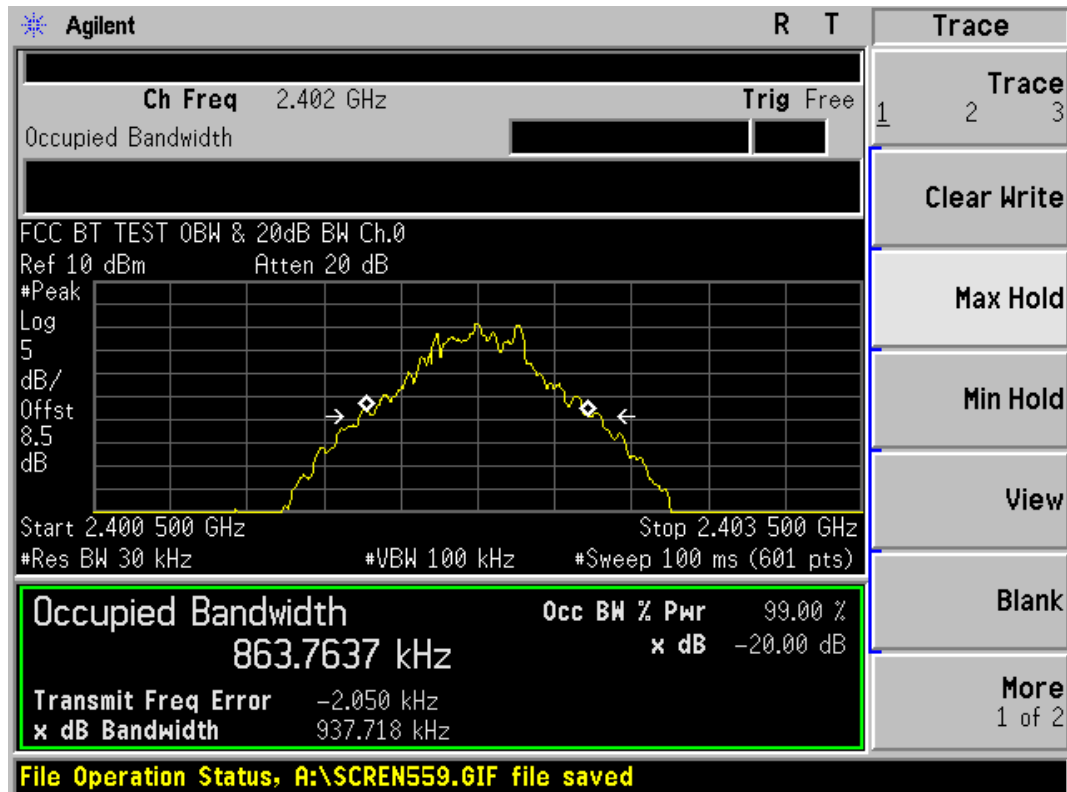 Agilent R T Trace
Trace
1 2 3
Ch Freq 2.402 GHz Trig Free
Occupied Bandwidth
Clear Write
FCC BT TEST OBW & 20dB BW Ch.0
Ref 10 dBm Atten 20 dB
#Peak
Log
5
dB/
Offst
8.5
dB
Max Hold
Min Hold
View
Start 2.400 500 GHz Stop 2.403 500 GHz
#Res BW 30 kHz #VBW 100 kHz #Sweep 100 ms (601 pts)
Occupied Bandwidth Occ BW % Pwr 99.00 %
863.7637 kHz x dB -20.00 dB
Transmit Freq Error -2.050 kHz
x dB Bandwidth 937.718 kHz
Blank
More
1 of 2
File Operation Status, A:\SCREN559.GIF file saved